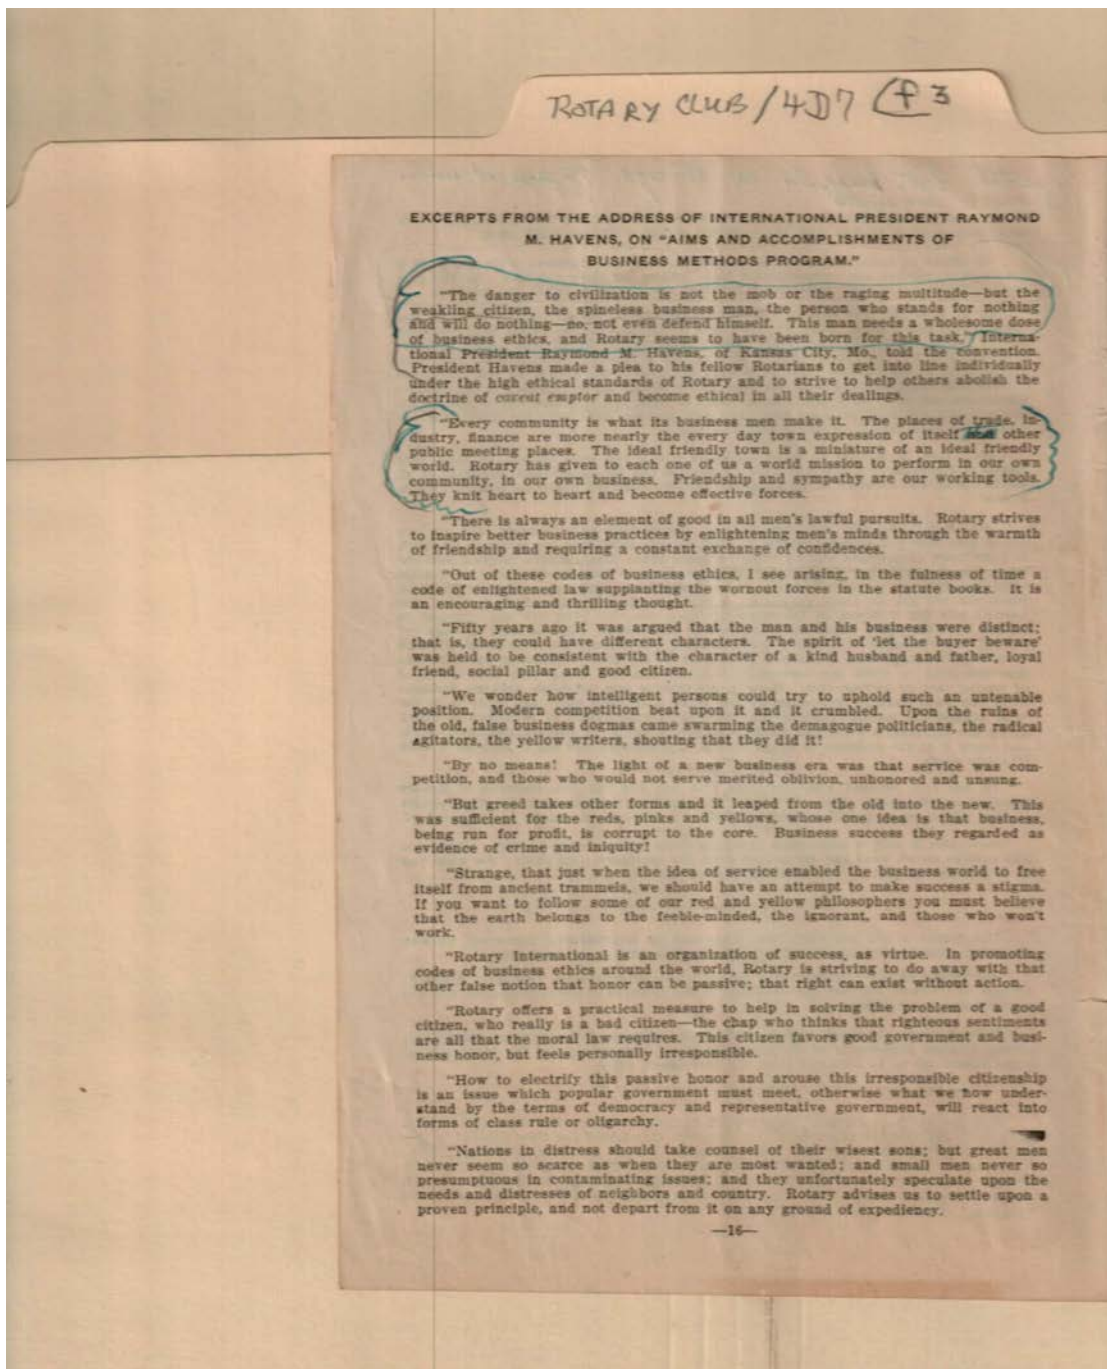 ROTARY CLUB / 4D7 f 3
EXCERPTS FROM THE ADDRESS OF INTERNATIONAL PRESIDENT RAYMOND
M. HAVENS, ON "AIMS AND ACCOMPLISHMENTS OF
BUSINESS METHODS PROGRAM."
"The danger to civilization is not the mob or the raging multitude—but the
weakling citizen, the spineless business man, the person who stands for nothing
and will do nothing—no, not even defend himself. This man needs a wholesome dose
of business ethics, and Rotary seems to have been born for this task," Interna-
tional President Raymond M. Havens, of Kansas City, Mo., told the convention.
President Havens made a plea to his fellow Rotarians to get into line individually
under the high ethical standards of Rotary and to strive to help others abolish the
doctrine of caveat emptor and become ethical in all their dealings.
"Every community is what its business men make it. The places of trade, in-
dustry, finance are more nearly the every day town expression of itself other
public meeting places. The ideal friendly town is a miniature of an ideal friendly
world. Rotary has given to each one of us a world mission to perform in our own
community, in our own business. Friendship and sympathy are our working tools.
They knit heart to heart and become effective forces.
"There is always an element of good in all men's lawful pursuits. Rotary strives
to inspire better business practices by enlightening men's minds through the warmth
of friendship and requiring a constant exchange of confidences.
"Out of these codes of business ethics, I see arising, in the fulness of time a
code of enlightened law supplanting the wornout forces in the statute books. It is
an encouraging and thrilling thought.
"Fifty years ago it was argued that the man and his business were distinct;
that is, they could have different characters. The spirit of 'let the buyer beware'
was held to be consistent with the character of a kind husband and father, loyal
friend, social pillar and good citizen.
"We wonder how intelligent persons could try to uphold such an untenable
position. Modern competition beat upon it and it crumbled. Upon the ruins of
the old, false business dogmas came swarming the demagogue politicians, the radical
agitators, the yellow writers, shouting that they did it!
"By no means! The light of a new business era was that service was com-
petition, and those who would not serve merited oblivion, unhonored and unsung.
"But greed takes other forms and it leaped from the old into the new. This
was sufficient for the reds, pinks and yellows, whose one idea is that business,
being run for profit, is corrupt to the core. Business success they regarded as
evidence of crime and iniquity!
"Strange, that just when the idea of service enabled the business world to free
itself from ancient trammels, we should have an attempt to make success a stigma.
If you want to follow some of our red and yellow philosophers you must believe
that the earth belongs to the feeble-minded, the ignorant, and those who won't
work.
"Rotary International is an organization of success, as virtue. In promoting
codes of business ethics around the world, Rotary is striving to do away with that
other false notion that honor can be passive; that right can exist without action.
"Rotary offers a practical measure to help in solving the problem of a good
citizen, who really is a bad citizen—the chap who thinks that righteous sentiments
are all that the moral law requires. This citizen favors good government and busi-
ness honor, but feels personally irresponsible.
"How to electrify this passive honor and arouse this irresponsible citizenship
is an issue which popular government must meet, otherwise what we now under-
stand by the terms of democracy and representative government, will react into
forms of class rule or oligarchy.
"Nations in distress should take counsel of their wisest sons; but great men
never seem so scarce as when they are most wanted; and small men never so
presumptuous in contaminating issues; and they unfortunately speculate upon the
needs and distresses of neighbors and country. Rotary advises us to settle upon a
proven principle, and not depart from it on any ground of expediency.
—16—